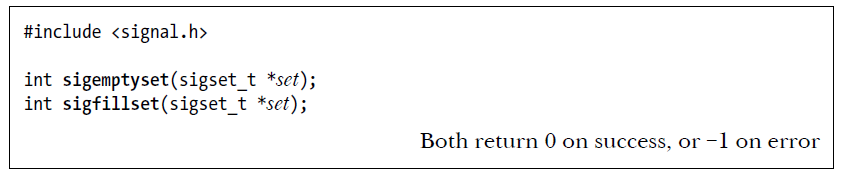 #include <signal.h>
int sigemptyset(sigset_t *set);
int sigfillset(sigset_t *set);
Both return 0 on success, or −1 on error